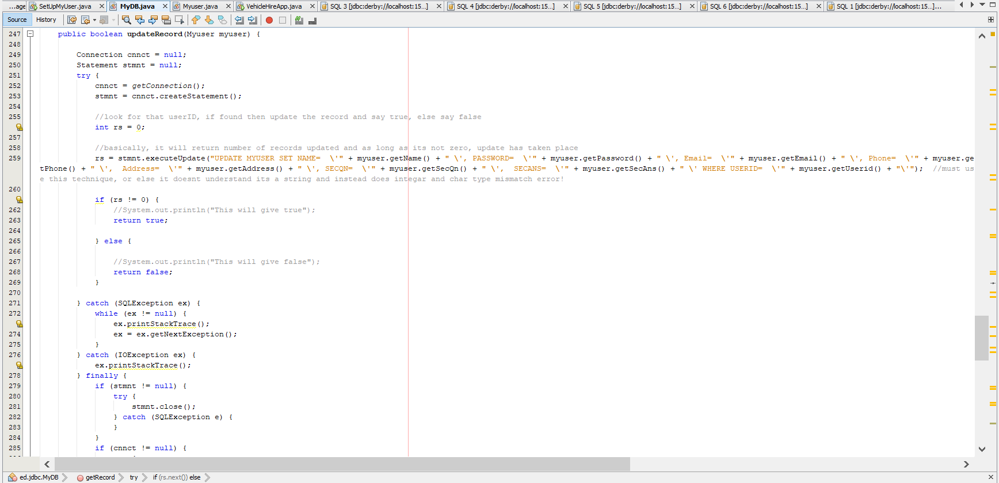 ...age SetUpMyUser.java MyDB.java Myuser.java VehicleHireApp.java SQL 3 [jdbc:derby://localhost:15...] SQL 4 [jdbc:derby://localhost:15...] SQL 5 [jdbc:derby://localhost:15...] SQL 6 [jdbc:derby://localhost:15...] SQL 1 [jdbc:derby://localhost:15...]...
Source History
247 public boolean updateRecord(Myuser myuser) {
248
249 Connection cnnct = null;
250 Statement stmnt = null;
251 try {
252 cnnct = getConnection();
253 stmnt = cnnct.createStatement();
254
255 //look for that userID, if found then update the record and say true, else say false
int rs = 0;
257
258 //basically, it will return number of records updated and as long as its not zero, update has taken place
259 rs = stmnt.executeUpdate("UPDATE MYUSER SET NAME=  \'" + myuser.getName() + " \', PASSWORD=  \'" + myuser.getPassword() + " \', Email=  \'" + myuser.getEmail() + " \', Phone=  \'" + myuser.ge
tPhone() + " \',  Address=  \'" + myuser.getAddress() + " \', SECQN=  \'" + myuser.getSecQn() + " \',  SECANS=  \'" + myuser.getSecAns() + " \' WHERE USERID=  \'" + myuser.getUserid() + "\'");  //must us
e this technique, or else it doesnt understand its a string and instead does integar and char type mismatch error!
260
if (rs != 0) {
262 //System.out.println("This will give true");
263 return true;
264
265 } else {
266
267 //System.out.println("This will give false");
268 return false;
269 }
270
271 } catch (SQLException ex) {
272 while (ex != null) {
ex.printStackTrace();
274 ex = ex.getNextException();
275 }
276 } catch (IOException ex) {
ex.printStackTrace();
278 } finally {
279 if (stmnt != null) {
280 try {
281 stmnt.close();
282 } catch (SQLException e) {
283 }
284 }
285 if (cnnct != null) {
ed.jdbc.MyDB getRecord try if (rs.next()) else